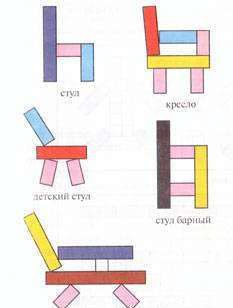 стул
кресло
детский стул
стул барный